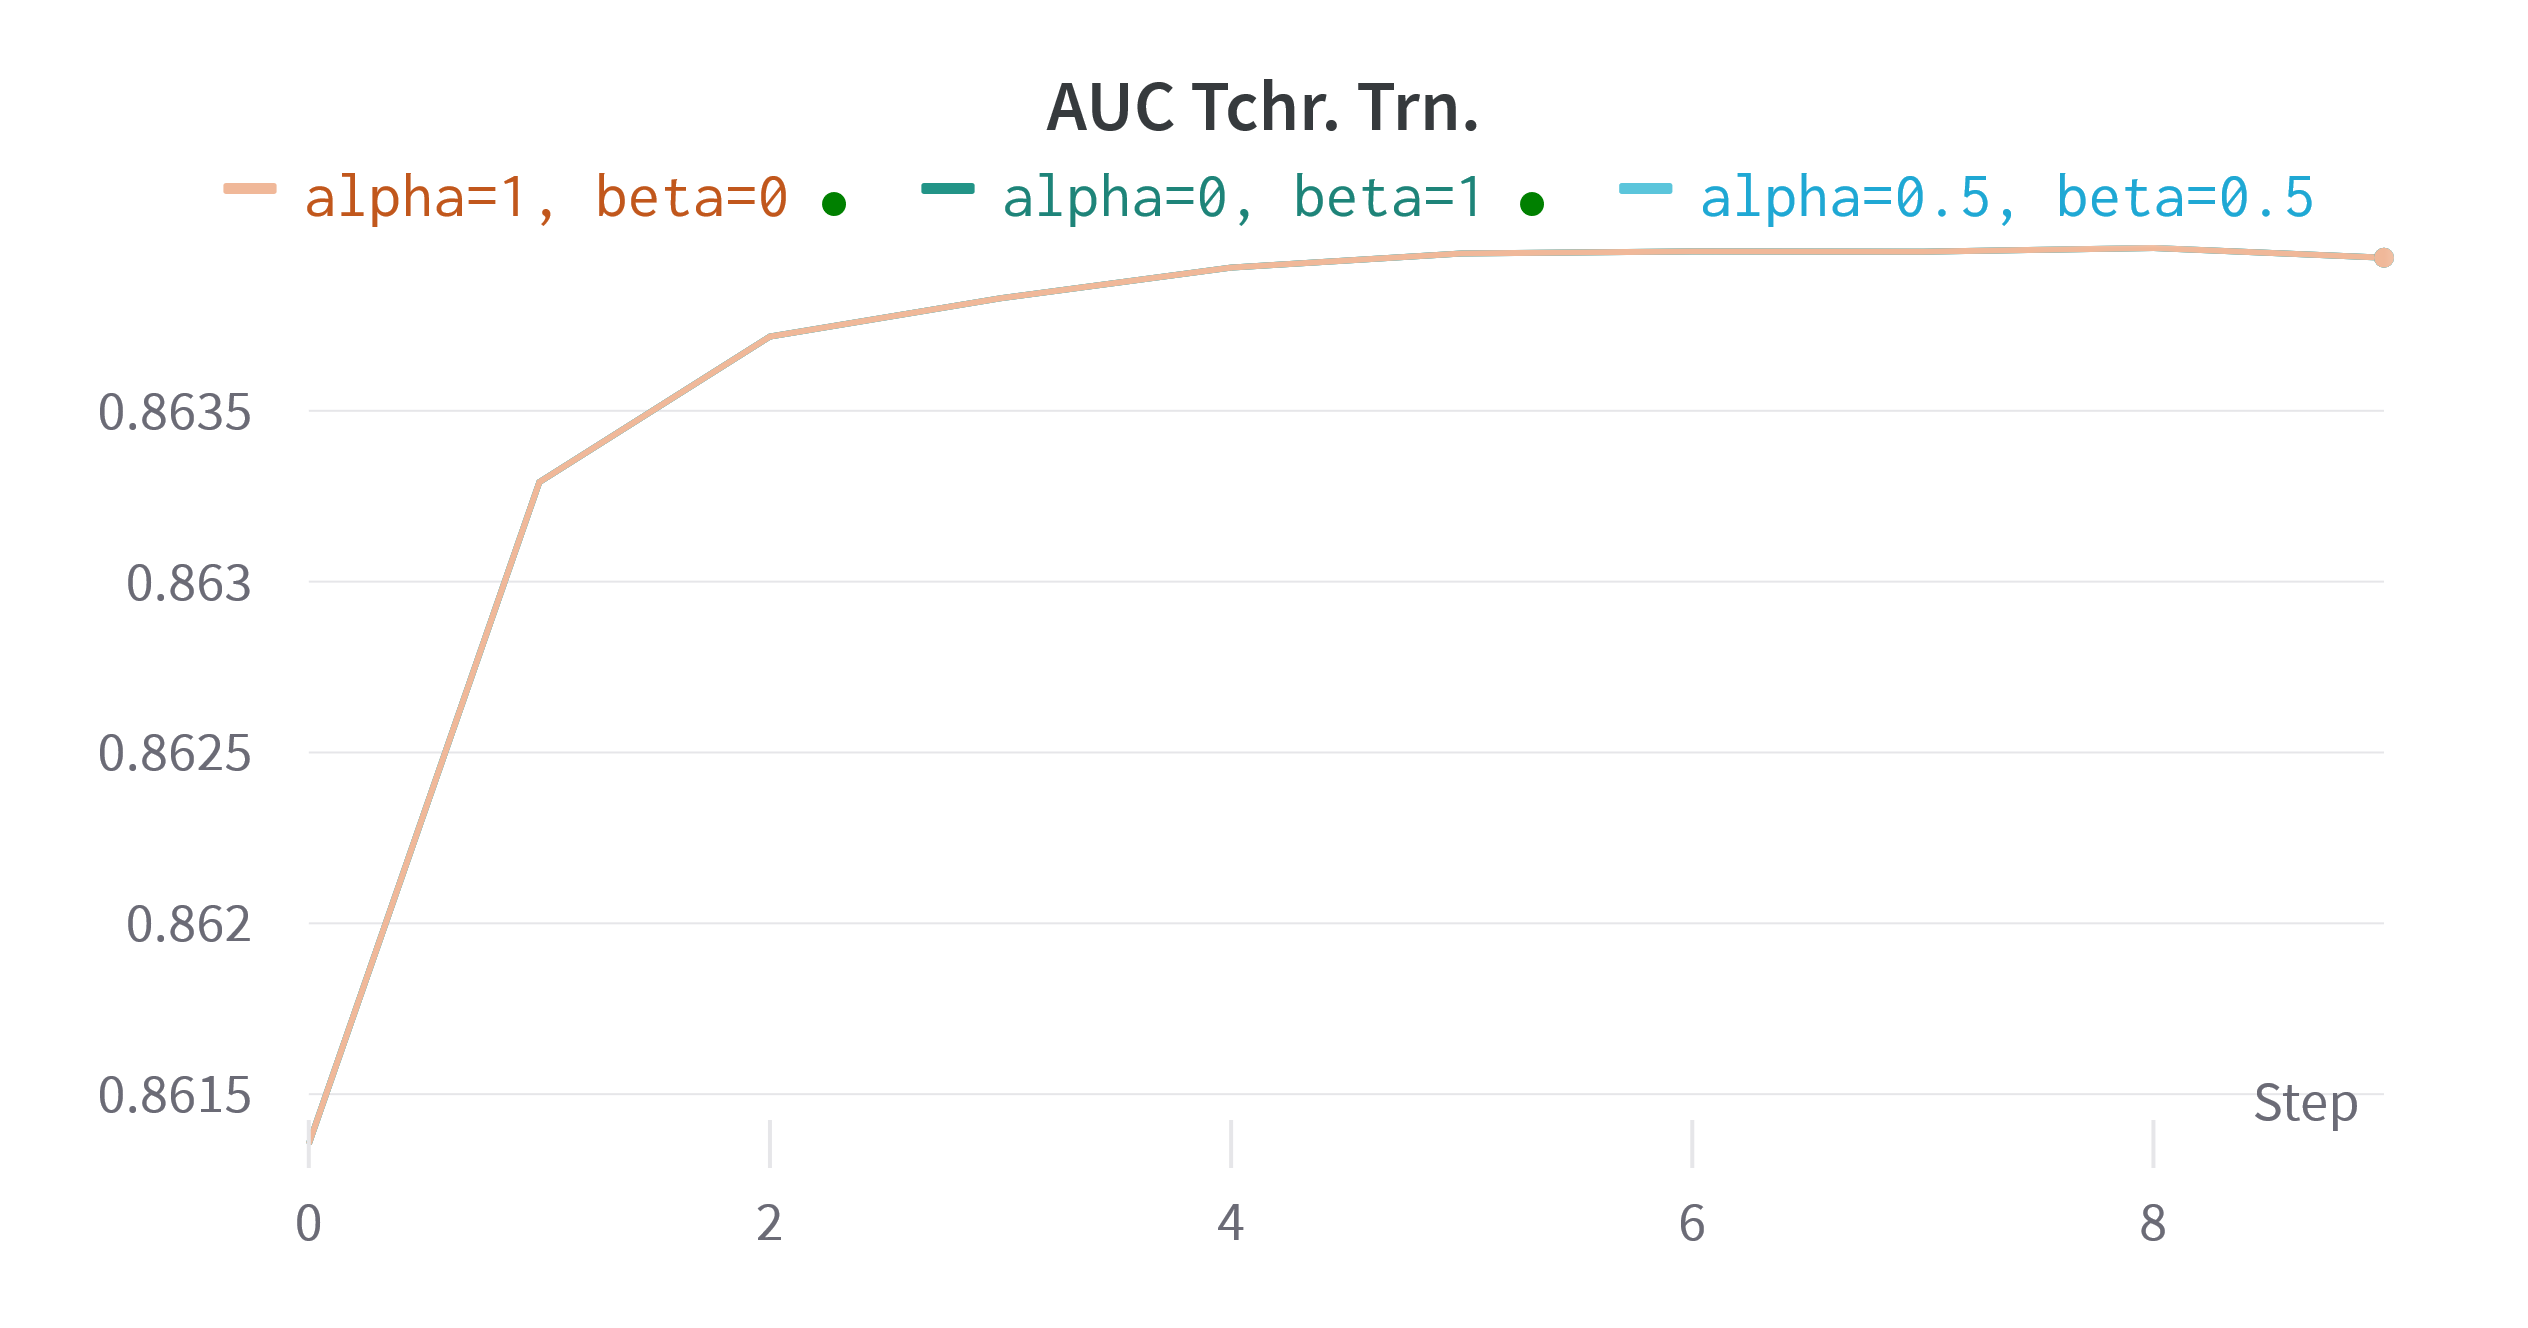 AUC Tchr. Trn.
alpha=1, beta=0 alpha=0, beta=1 alpha=0.5, beta=0.5
0.8635
0.863
0.8625
0.862
0.8615
Step
0 2 4 6 8